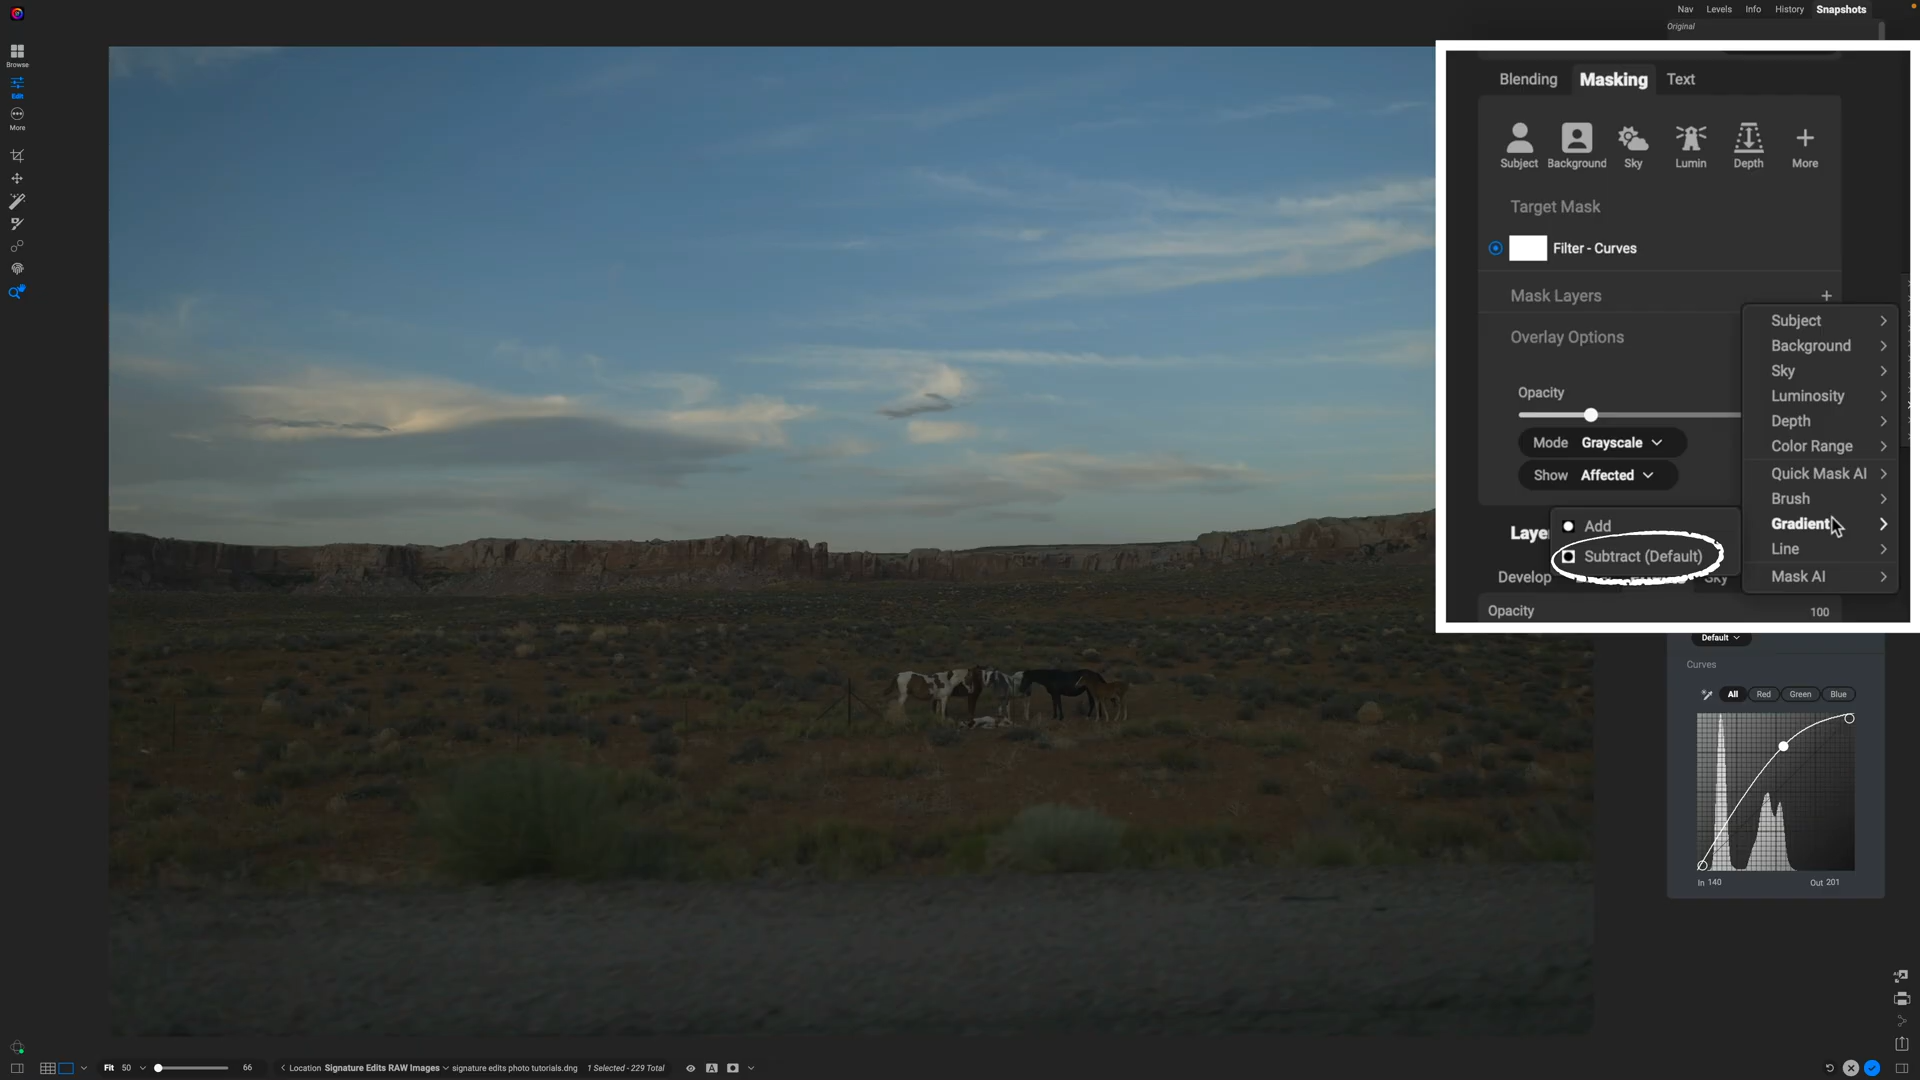 Nav Levels Info History Snapshots
Original
Browse
Edit
More
Blending Masking Text
Subject Background Sky Lumin Depth More
Target Mask
Filter - Curves
Mask Layers +
Subject
Background
Sky
Luminosity
Depth
Color Range
Quick Mask AI
Brush
Gradient
Line
Mask AI
Overlay Options
Opacity
Mode Grayscale
Show Affected
Add
Subtract (Default)
Develop Sky
Opacity 100
Default
Curves
All Red Green Blue
In 140 Out 201
Fit 50 66 Location Signature Edits RAW Images signature edits photo tutorials.dng 1 Selected - 229 Total A